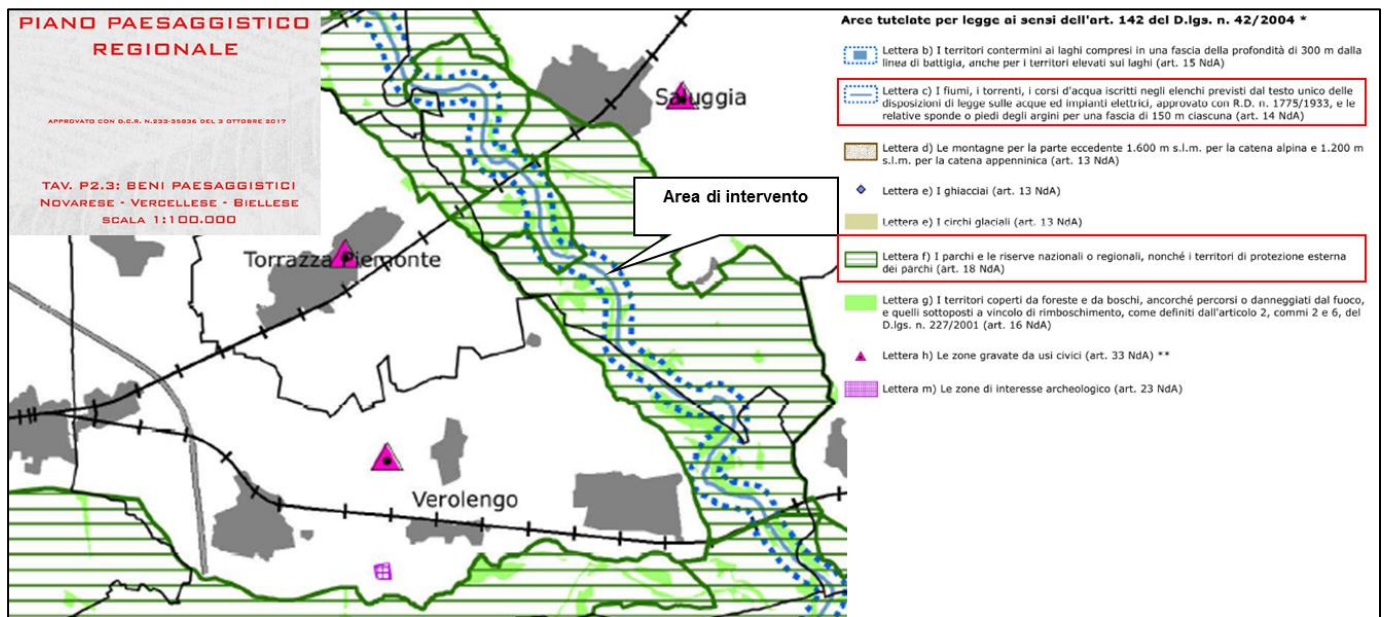 PIANO PAESAGGISTICO
REGIONALE
APPROVATO CON D.C.R. N.233-35836 DEL 3 OTTOBRE 2017
TAV. P2.3: BENI PAESAGGISTICI
NOVARESE - VERCELLESE - BIELLESE
SCALA 1:100.000
Saluggia
Area di intervento
Torrazza Piemonte
Verolengo
Aree tutelate per legge ai sensi dell'art. 142 del D.lgs. n. 42/2004 *
Lettera b) I territori contermini ai laghi compresi in una fascia della profondità di 300 m dalla
linea di battigia, anche per i territori elevati sui laghi (art. 15 NdA)
Lettera c) I fiumi, i torrenti, i corsi d'acqua iscritti negli elenchi previsti dal testo unico delle
disposizioni di legge sulle acque ed impianti elettrici, approvato con R.D. n. 1775/1933, e le
relative sponde o piedi degli argini per una fascia di 150 m ciascuna (art. 14 NdA)
Lettera d) Le montagne per la parte eccedente 1.600 m s.l.m. per la catena alpina e 1.200 m
s.l.m. per la catena appenninica (art. 13 NdA)
Lettera e) I ghiacciai (art. 13 NdA)
Lettera e) I circhi glaciali (art. 13 NdA)
Lettera f) I parchi e le riserve nazionali o regionali, nonché i territori di protezione esterna
dei parchi (art. 18 NdA)
Lettera g) I territori coperti da foreste e da boschi, ancorché percorsi o danneggiati dal fuoco,
e quelli sottoposti a vincolo di rimboschimento, come definiti dall'articolo 2, commi 2 e 6, del
D.lgs. n. 227/2001 (art. 16 NdA)
Lettera h) Le zone gravate da usi civici (art. 33 NdA) **
Lettera m) Le zone di interesse archeologico (art. 23 NdA)